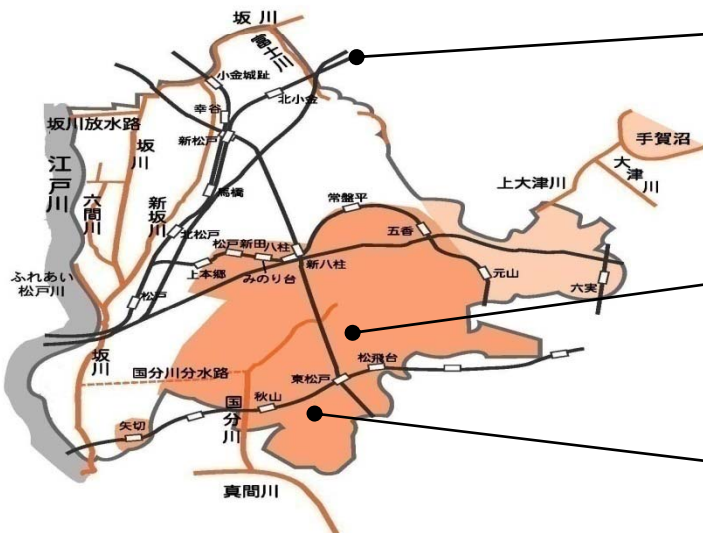 坂川
富士川
小金城趾
北小金
幸谷
坂川放水路
坂川
新松戸
手賀沼
江戸川
大津川
上大津川
六間川
新坂川
馬橋
常盤平
五香
北松戸
松戸新田
八柱
新八柱
みのり台
上本郷
元山
六実
ふれあい
松戸川
松戸
坂川
国分川分水路
松飛台
東松戸
秋山
国分川
矢切
真間川